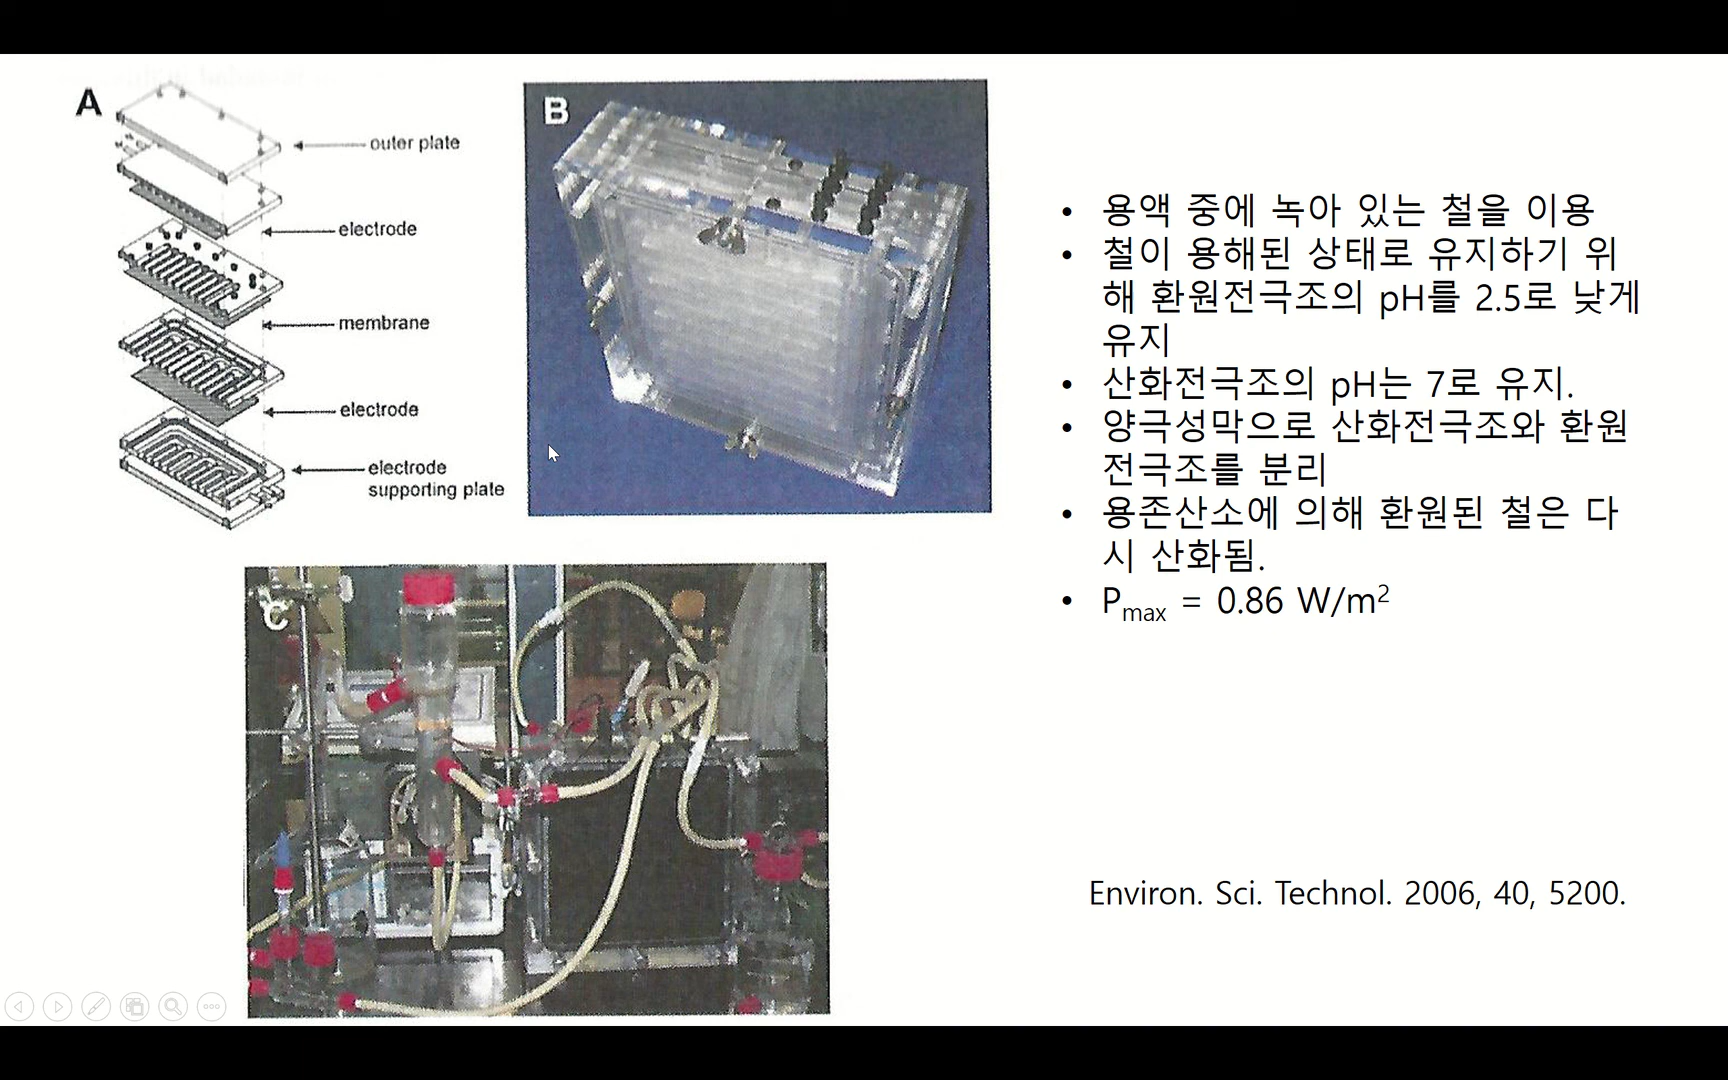 A
outer plate
electrode
membrane
electrode
electrode
supporting plate
B
C
• 용액 중에 녹아 있는 철을 이용
• 철이 용해된 상태로 유지하기 위
해 환원전극조의 pH를 2.5로 낮게
유지
• 산화전극조의 pH는 7로 유지.
• 양극성막으로 산화전극조와 환원
전극조를 분리
• 용존산소에 의해 환원된 철은 다
시 산화됨.
• Pmax = 0.86 W/m²
Environ. Sci. Technol. 2006, 40, 5200.